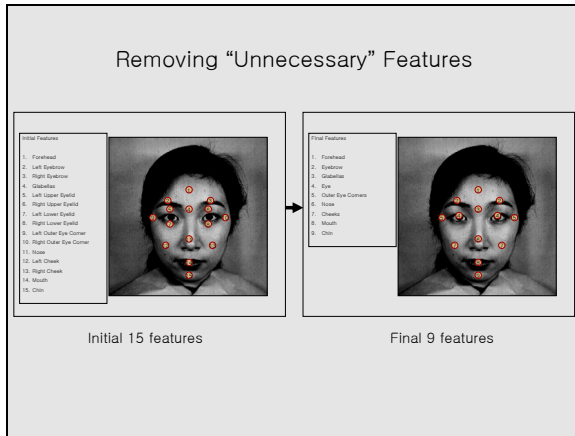 Removing “Unnecessary” Features
Initial Features
1. Forehead
2. Left Eyebrow
3. Right Eyebrow
4. Glabellas
5. Left Upper Eyelid
6. Right Upper Eyelid
7. Left Lower Eyelid
8. Right Lower Eyelid
9. Left Outer Eye Corner
10. Right Outer Eye Corner
11. Nose
12. Left Cheek
13. Right Cheek
14. Mouth
15. Chin
Final Features
1. Forehead
2. Eyebrow
3. Glabellas
4. Eye
5. Outer Eye Corners
6. Nose
7. Cheeks
8. Mouth
9. Chin
Initial 15 features
Final 9 features